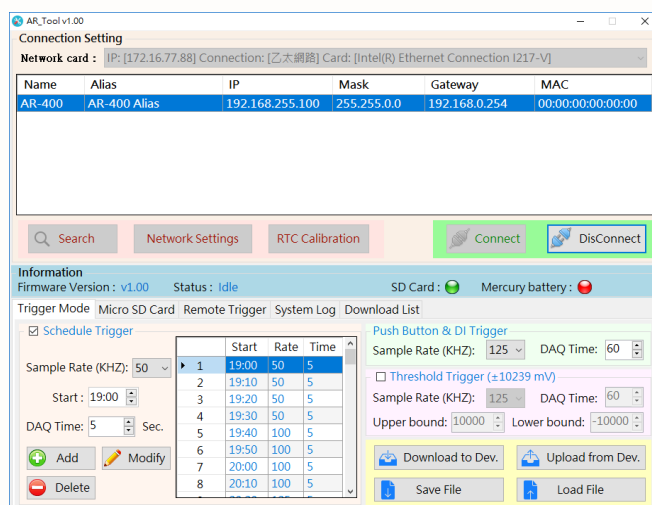 AR_Tool v1.00
Connection Setting
Network card : IP: [172.16.77.88] Connection: [乙太網路] Card: [Intel(R) Ethernet Connection I217-V]
Name Alias IP Mask Gateway MAC
AR-400 AR-400 Alias 192.168.255.100 255.255.0.0 192.168.0.254 00:00:00:00:00:00
Search Network Settings RTC Calibration Connect DisConnect
Information
Firmware Version : v1.00 Status : Idle SD Card : Mercury battery :
Trigger Mode Micro SD Card Remote Trigger System Log Download List
Schedule Trigger
Sample Rate (KHZ): 50
Start : 19:00
DAQ Time: 5 Sec.
Add Modify
Delete
Start Rate Time
1 19:00 50 5
2 19:10 50 5
3 19:20 50 5
4 19:30 50 5
5 19:40 100 5
6 19:50 100 5
7 20:00 100 5
8 20:10 100 5
Push Button & DI Trigger
Sample Rate (KHZ): 125 DAQ Time: 60
Threshold Trigger (±10239 mV)
Sample Rate (KHZ): 125 DAQ Time: 60
Upper bound: 10000 Lower bound: -10000
Download to Dev. Upload from Dev.
Save File Load File